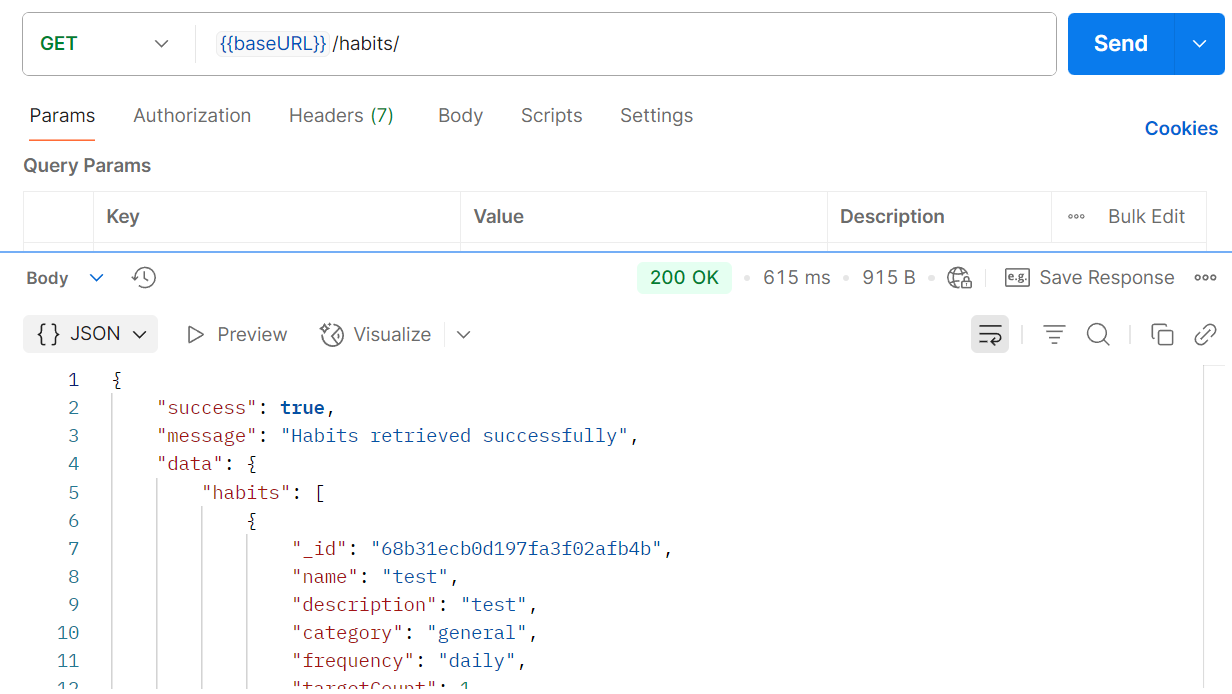 GET {{baseURL}} /habits/ Send
Params Authorization Headers (7) Body Scripts Settings Cookies
Query Params
Key Value Description Bulk Edit
Body 200 OK 615 ms 915 B e.g. Save Response
{} JSON Preview Visualize
1 {
2 "success": true,
3 "message": "Habits retrieved successfully",
4 "data": {
5 "habits": [
6 {
7 "_id": "68b31ecb0d197fa3f02afb4b",
8 "name": "test",
9 "description": "test",
10 "category": "general",
11 "frequency": "daily",
12 "targetCount": 1